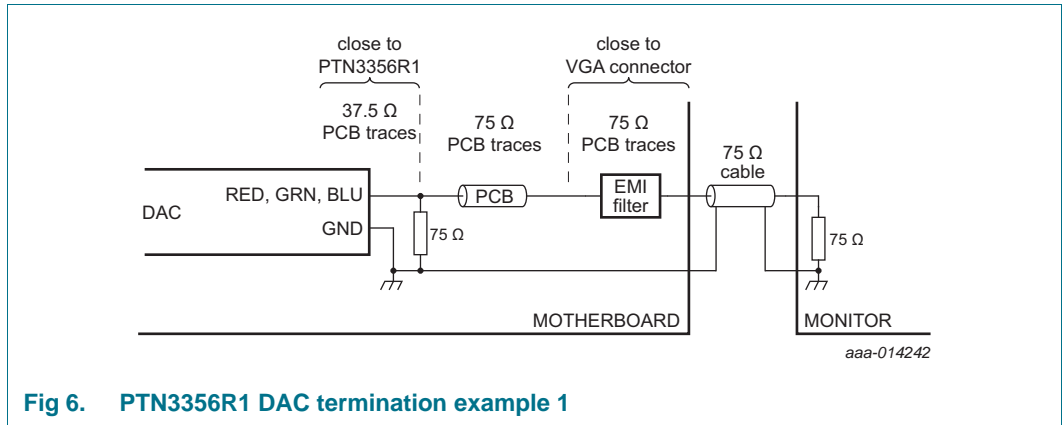 close to
PTN3356R1
close to
VGA connector
37.5 Ω
PCB traces
75 Ω
PCB traces
75 Ω
PCB traces
75 Ω
cable
RED, GRN, BLU
PCB
EMI
filter
DAC
GND
75 Ω
75 Ω
MOTHERBOARD
MONITOR
aaa-014242
Fig 6. PTN3356R1 DAC termination example 1